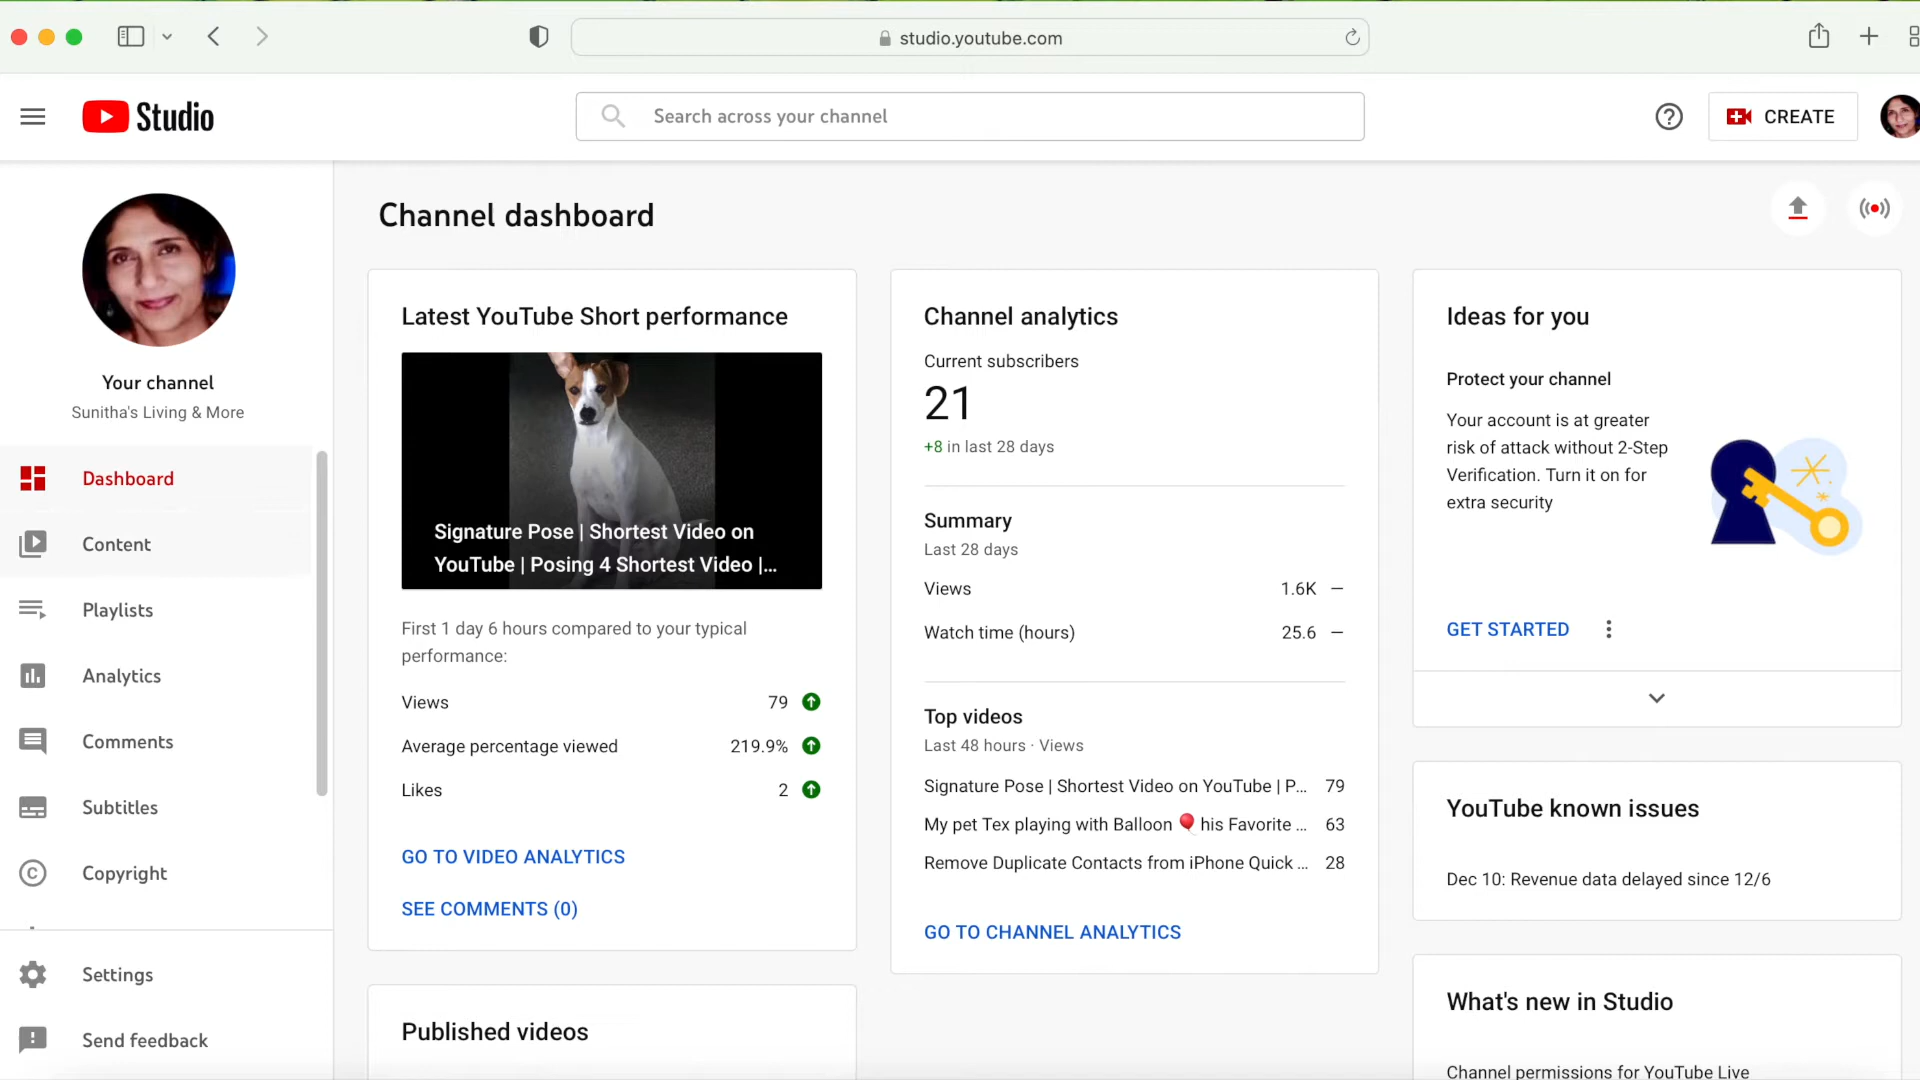 studio.youtube.com
Studio
Search across your channel
CREATE
Your channel
Sunitha's Living & More
Dashboard
Content
Playlists
Analytics
Comments
Subtitles
Copyright
Settings
Send feedback
Channel dashboard
Latest YouTube Short performance
Signature Pose | Shortest Video on
YouTube | Posing 4 Shortest Video |...
First 1 day 6 hours compared to your typical
performance:
Views 79
Average percentage viewed 219.9%
Likes 2
GO TO VIDEO ANALYTICS
SEE COMMENTS (0)
Published videos
Channel analytics
Current subscribers
21
+8 in last 28 days
Summary
Last 28 days
Views 1.6K —
Watch time (hours) 25.6 —
Top videos
Last 48 hours · Views
Signature Pose | Shortest Video on YouTube | P... 79
My pet Tex playing with Balloon 🎈 his Favorite ... 63
Remove Duplicate Contacts from iPhone Quick ... 28
GO TO CHANNEL ANALYTICS
Ideas for you
Protect your channel
Your account is at greater
risk of attack without 2-Step
Verification. Turn it on for
extra security
GET STARTED
YouTube known issues
Dec 10: Revenue data delayed since 12/6
What's new in Studio
Channel permissions for YouTube Live